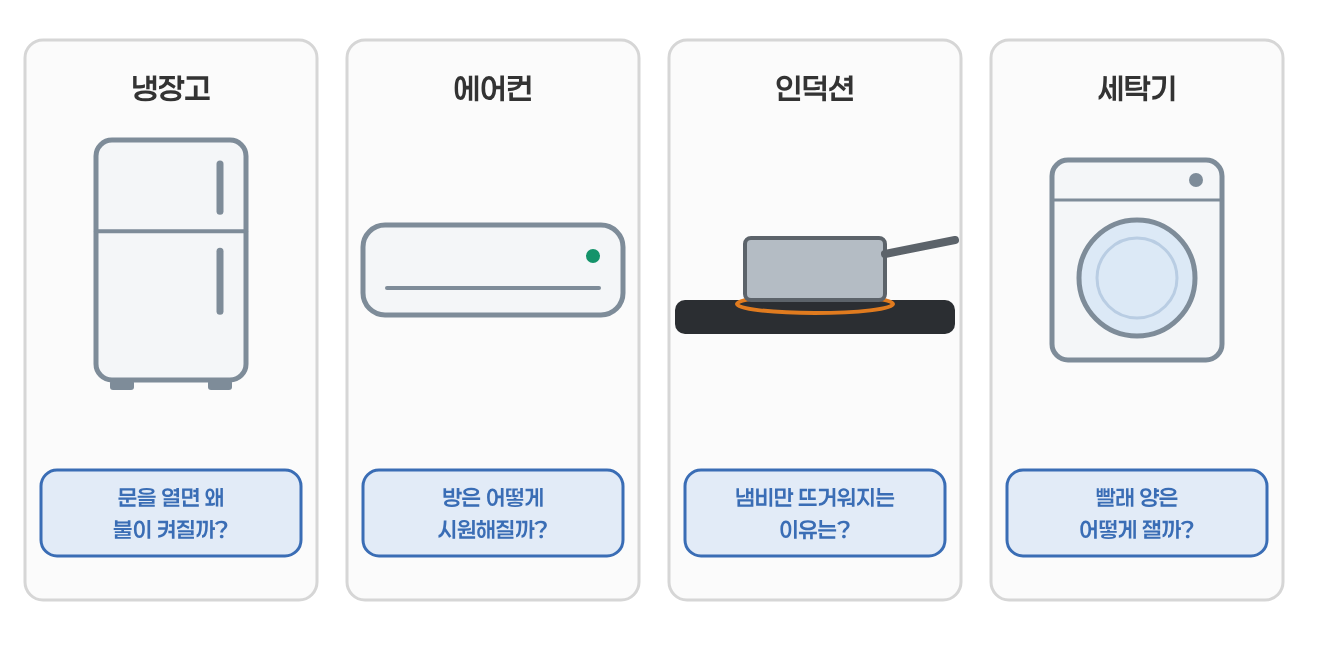 냉장고
문을 열면 왜
불이 켜질까?
에어컨
방은 어떻게
시원해질까?
인덕션
냄비만 뜨거워지는
이유는?
세탁기
빨래 양은
어떻게 잴까?